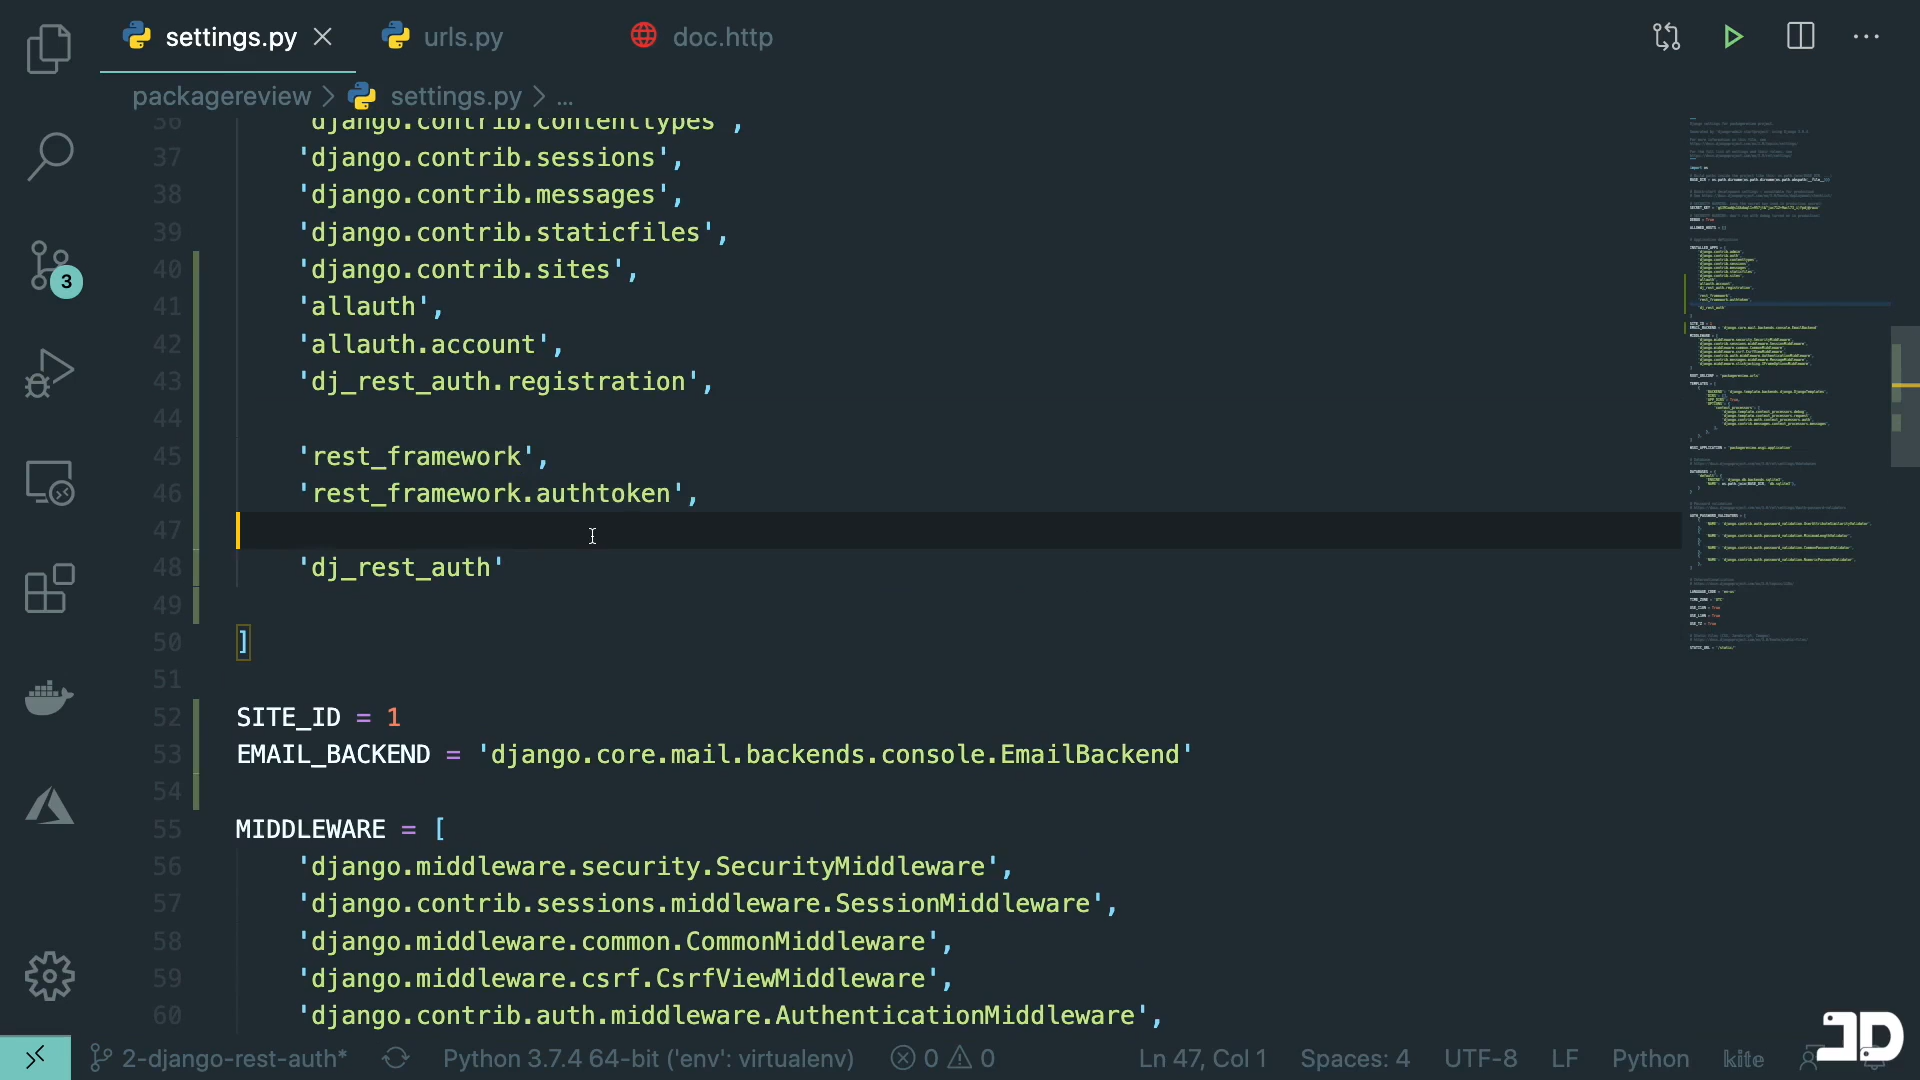 settings.py
urls.py
doc.http
packagereview > settings.py > ...
36 'django.contrib.contenttypes',
37 'django.contrib.sessions',
38 'django.contrib.messages',
39 'django.contrib.staticfiles',
40 'django.contrib.sites',
41 'allauth',
42 'allauth.account',
43 'dj_rest_auth.registration',
44
45 'rest_framework',
46 'rest_framework.authtoken',
47
48 'dj_rest_auth'
49
50 ]
51
52 SITE_ID = 1
53 EMAIL_BACKEND = 'django.core.mail.backends.console.EmailBackend'
54
55 MIDDLEWARE = [
56 'django.middleware.security.SecurityMiddleware',
57 'django.contrib.sessions.middleware.SessionMiddleware',
58 'django.middleware.common.CommonMiddleware',
59 'django.middleware.csrf.CsrfViewMiddleware',
60 'django.contrib.auth.middleware.AuthenticationMiddleware',
3
2-django-rest-auth* Python 3.7.4 64-bit ('env': virtualenv) 0 0 Ln 47, Col 1 Spaces: 4 UTF-8 LF Python kite
JD